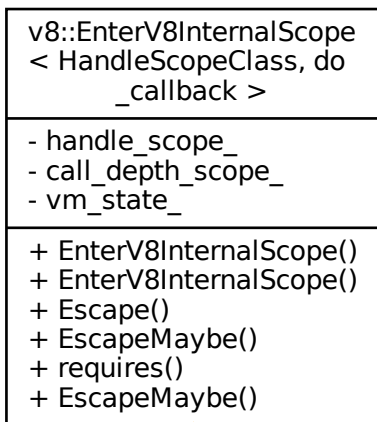 v8::EnterV8InternalScope
< HandleScopeClass, do
_callback >
- handle_scope_
- call_depth_scope_
- vm_state_
+ EnterV8InternalScope()
+ EnterV8InternalScope()
+ Escape()
+ EscapeMaybe()
+ requires()
+ EscapeMaybe()